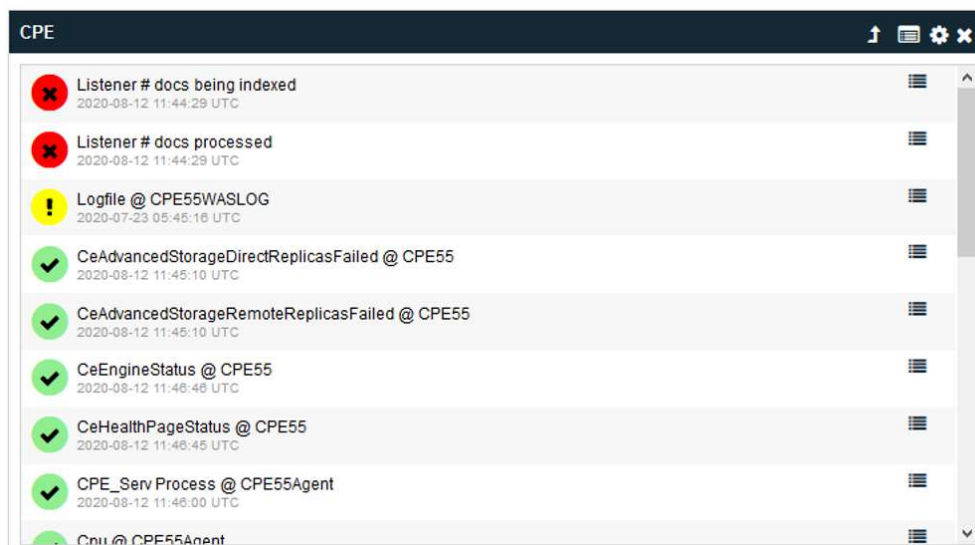 CPE
Listener # docs being indexed
2020-08-12 11:44:29 UTC
Listener # docs processed
2020-08-12 11:44:29 UTC
Logfile @ CPE55WASLOG
2020-07-23 05:45:16 UTC
CeAdvancedStorageDirectReplicasFailed @ CPE55
2020-08-12 11:45:10 UTC
CeAdvancedStorageRemoteReplicasFailed @ CPE55
2020-08-12 11:45:10 UTC
CeEngineStatus @ CPE55
2020-08-12 11:46:46 UTC
CeHealthPageStatus @ CPE55
2020-08-12 11:46:45 UTC
CPE_Serv Process @ CPE55Agent
2020-08-12 11:46:00 UTC
Cpu @ CPE55Agent